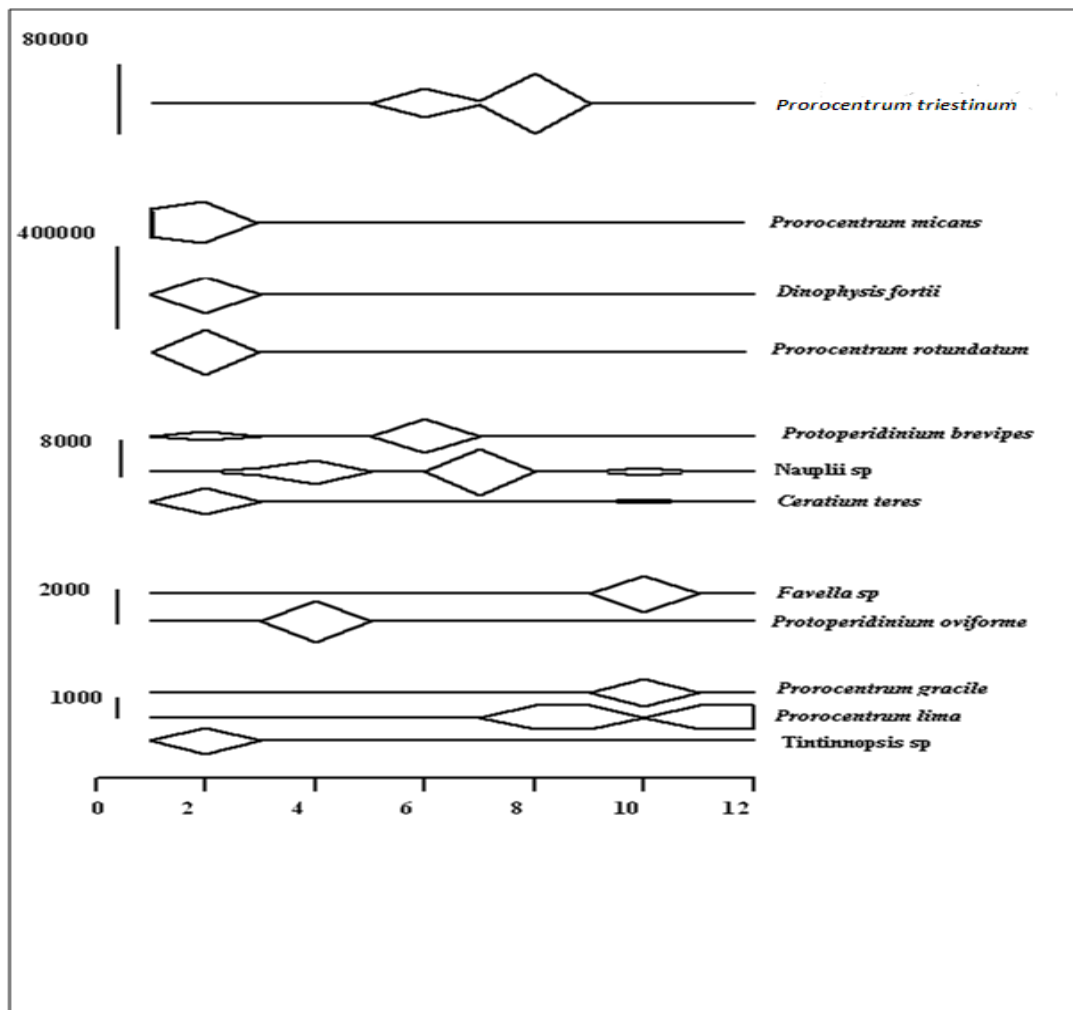 80000
Prorocentrum triestinum
Prorocentrum micans
400000
Dinophysis fortii
Prorocentrum rotundatum
Protoperidinium brevipes
8000
Nauplii sp
Ceratium teres
2000
Favella sp
Protoperidinium oviforme
Prorocentrum gracile
1000
Prorocentrum lima
Tintinnopsis sp
0 2 4 6 8 10 12